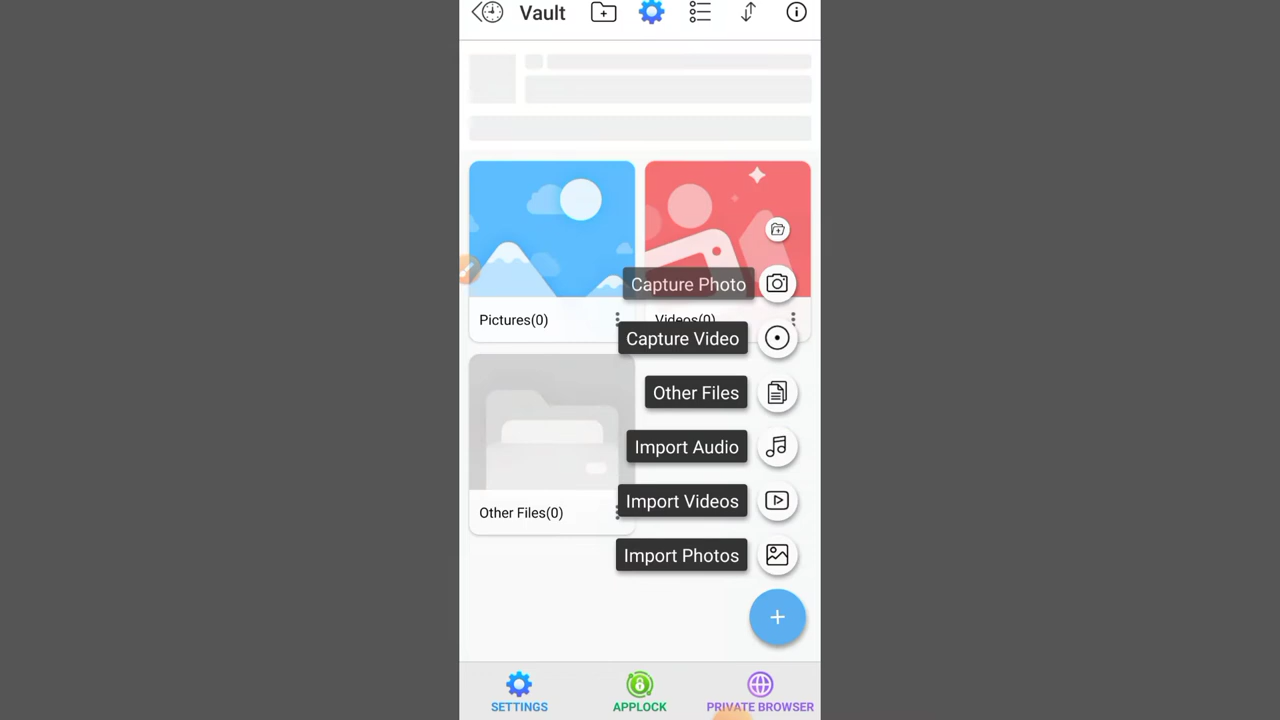 Vault
Capture Photo
Pictures(0)
Videos(0)
Capture Video
Other Files
Import Audio
Import Videos
Other Files(0)
Import Photos
SETTINGS
APPLOCK
PRIVATE BROWSER